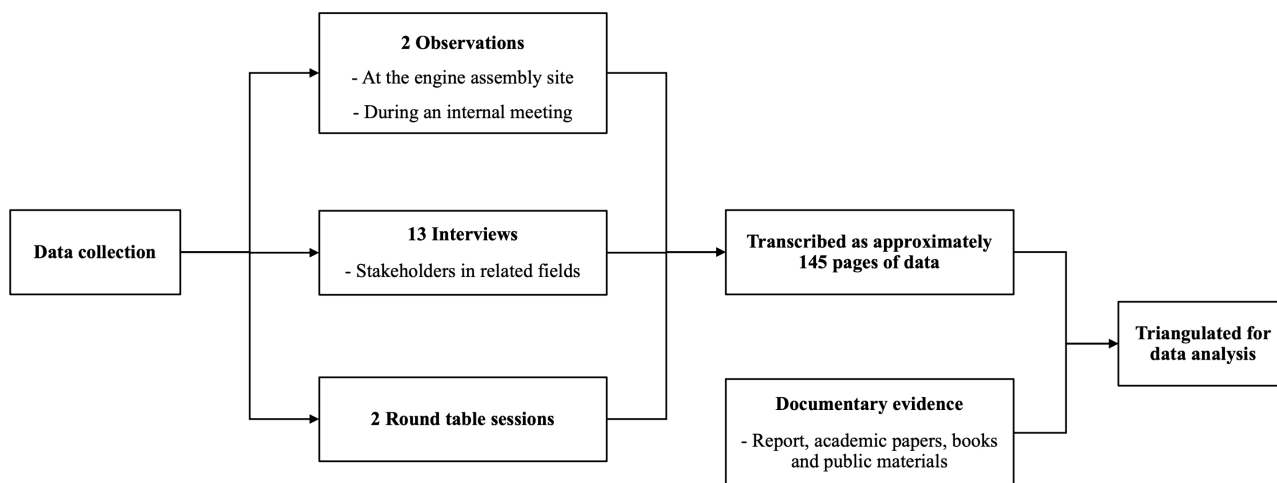 2 Observations
- At the engine assembly site
- During an internal meeting
Data collection
13 Interviews
- Stakeholders in related fields
Transcribed as approximately
145 pages of data
Triangulated for
data analysis
2 Round table sessions
Documentary evidence
- Report, academic papers, books
and public materials